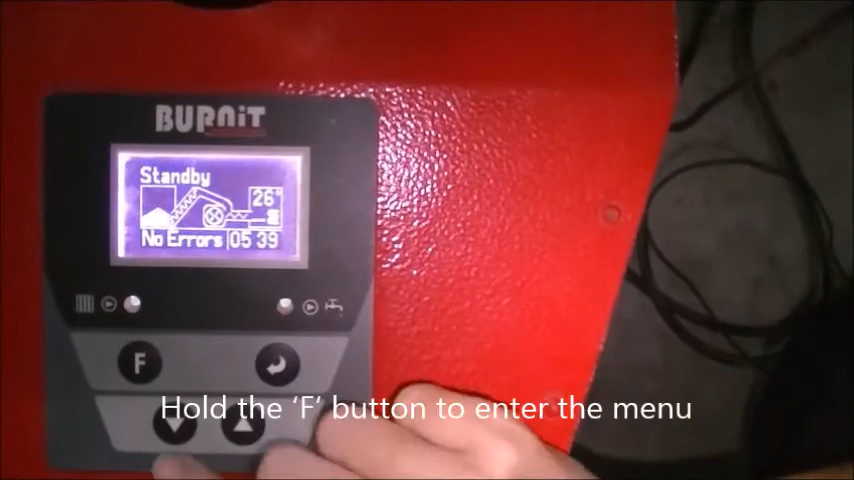 BURNiT
Standby
26°
No Errors 05 39
F
Hold the ‘F‘ button to enter the menu